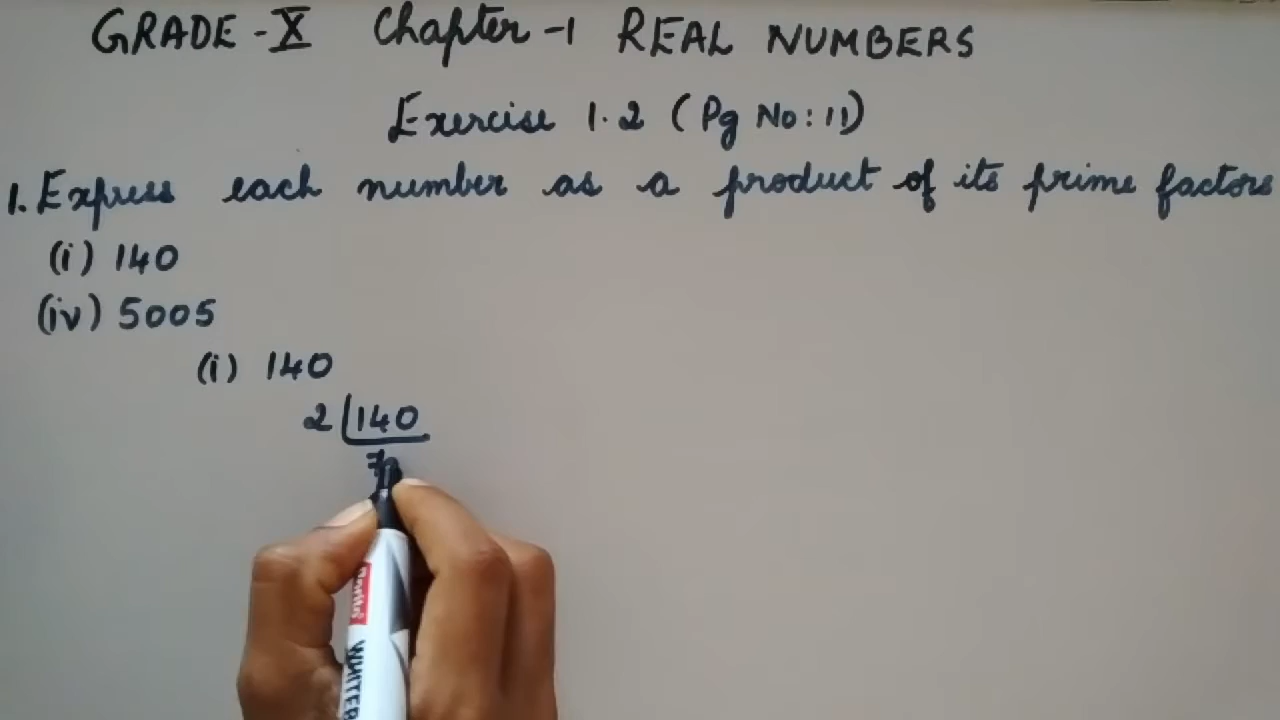 GRADE - X Chapter - 1 REAL NUMBERS
Exercise 1.2 (Pg No: 11)
1. Express each number as a product of its prime factors
(i) 140
(iv) 5005
(i) 140
2 140
70